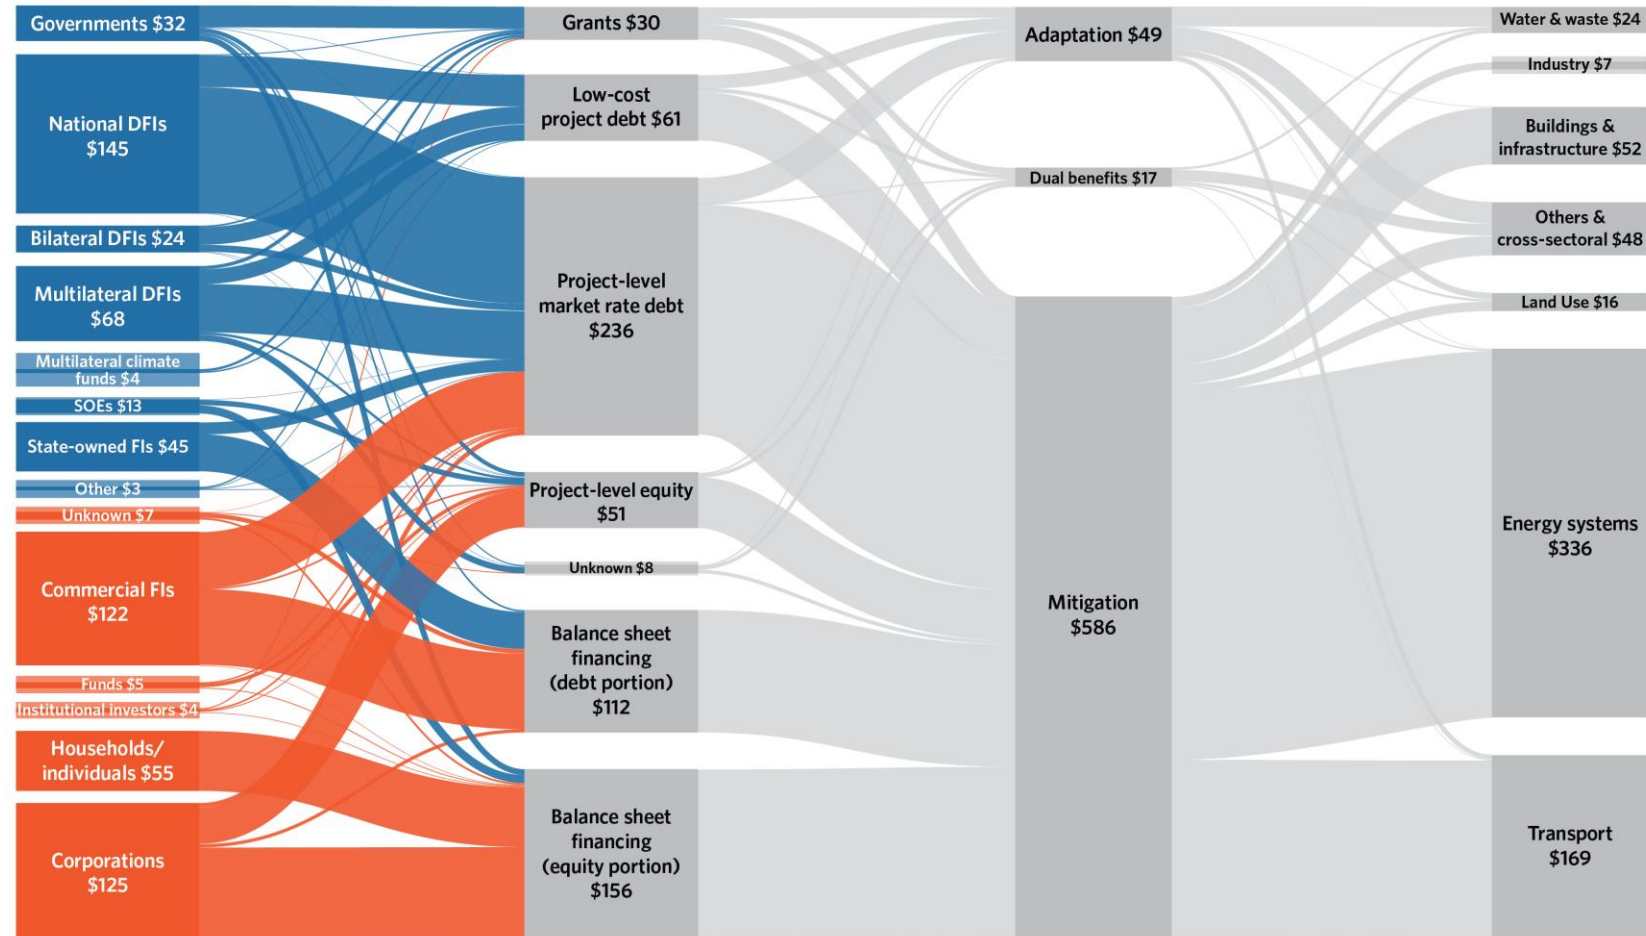 Governments $32
National DFIs
$145
Bilateral DFIs $24
Multilateral DFIs
$68
Multilateral climate
funds $4
SOEs $13
State-owned FIs $45
Other $3
Unknown $7
Commercial FIs
$122
Funds $5
Institutional investors $4
Households/
individuals $55
Corporations
$125
Grants $30
Low-cost
project debt $61
Project-level
market rate debt
$236
Project-level equity
$51
Unknown $8
Balance sheet
financing
(debt portion)
$112
Balance sheet
financing
(equity portion)
$156
Adaptation $49
Dual benefits $17
Mitigation
$586
Water & waste $24
Industry $7
Buildings &
infrastructure $52
Others &
cross-sectoral $48
Land Use $16
Energy systems
$336
Transport
$169